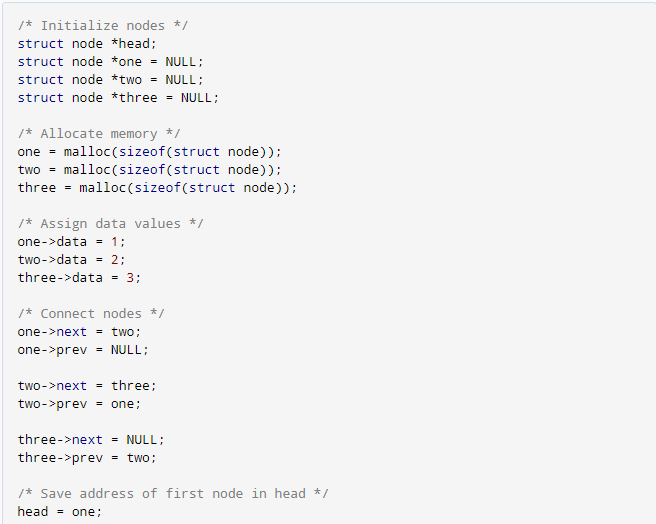 /* Initialize nodes */
struct node *head;
struct node *one = NULL;
struct node *two = NULL;
struct node *three = NULL;
/* Allocate memory */
one = malloc(sizeof(struct node));
two = malloc(sizeof(struct node));
three = malloc(sizeof(struct node));
/* Assign data values */
one->data = 1;
two->data = 2;
three->data = 3;
/* Connect nodes */
one->next = two;
one->prev = NULL;
two->next = three;
two->prev = one;
three->next = NULL;
three->prev = two;
/* Save address of first node in head */
head = one;